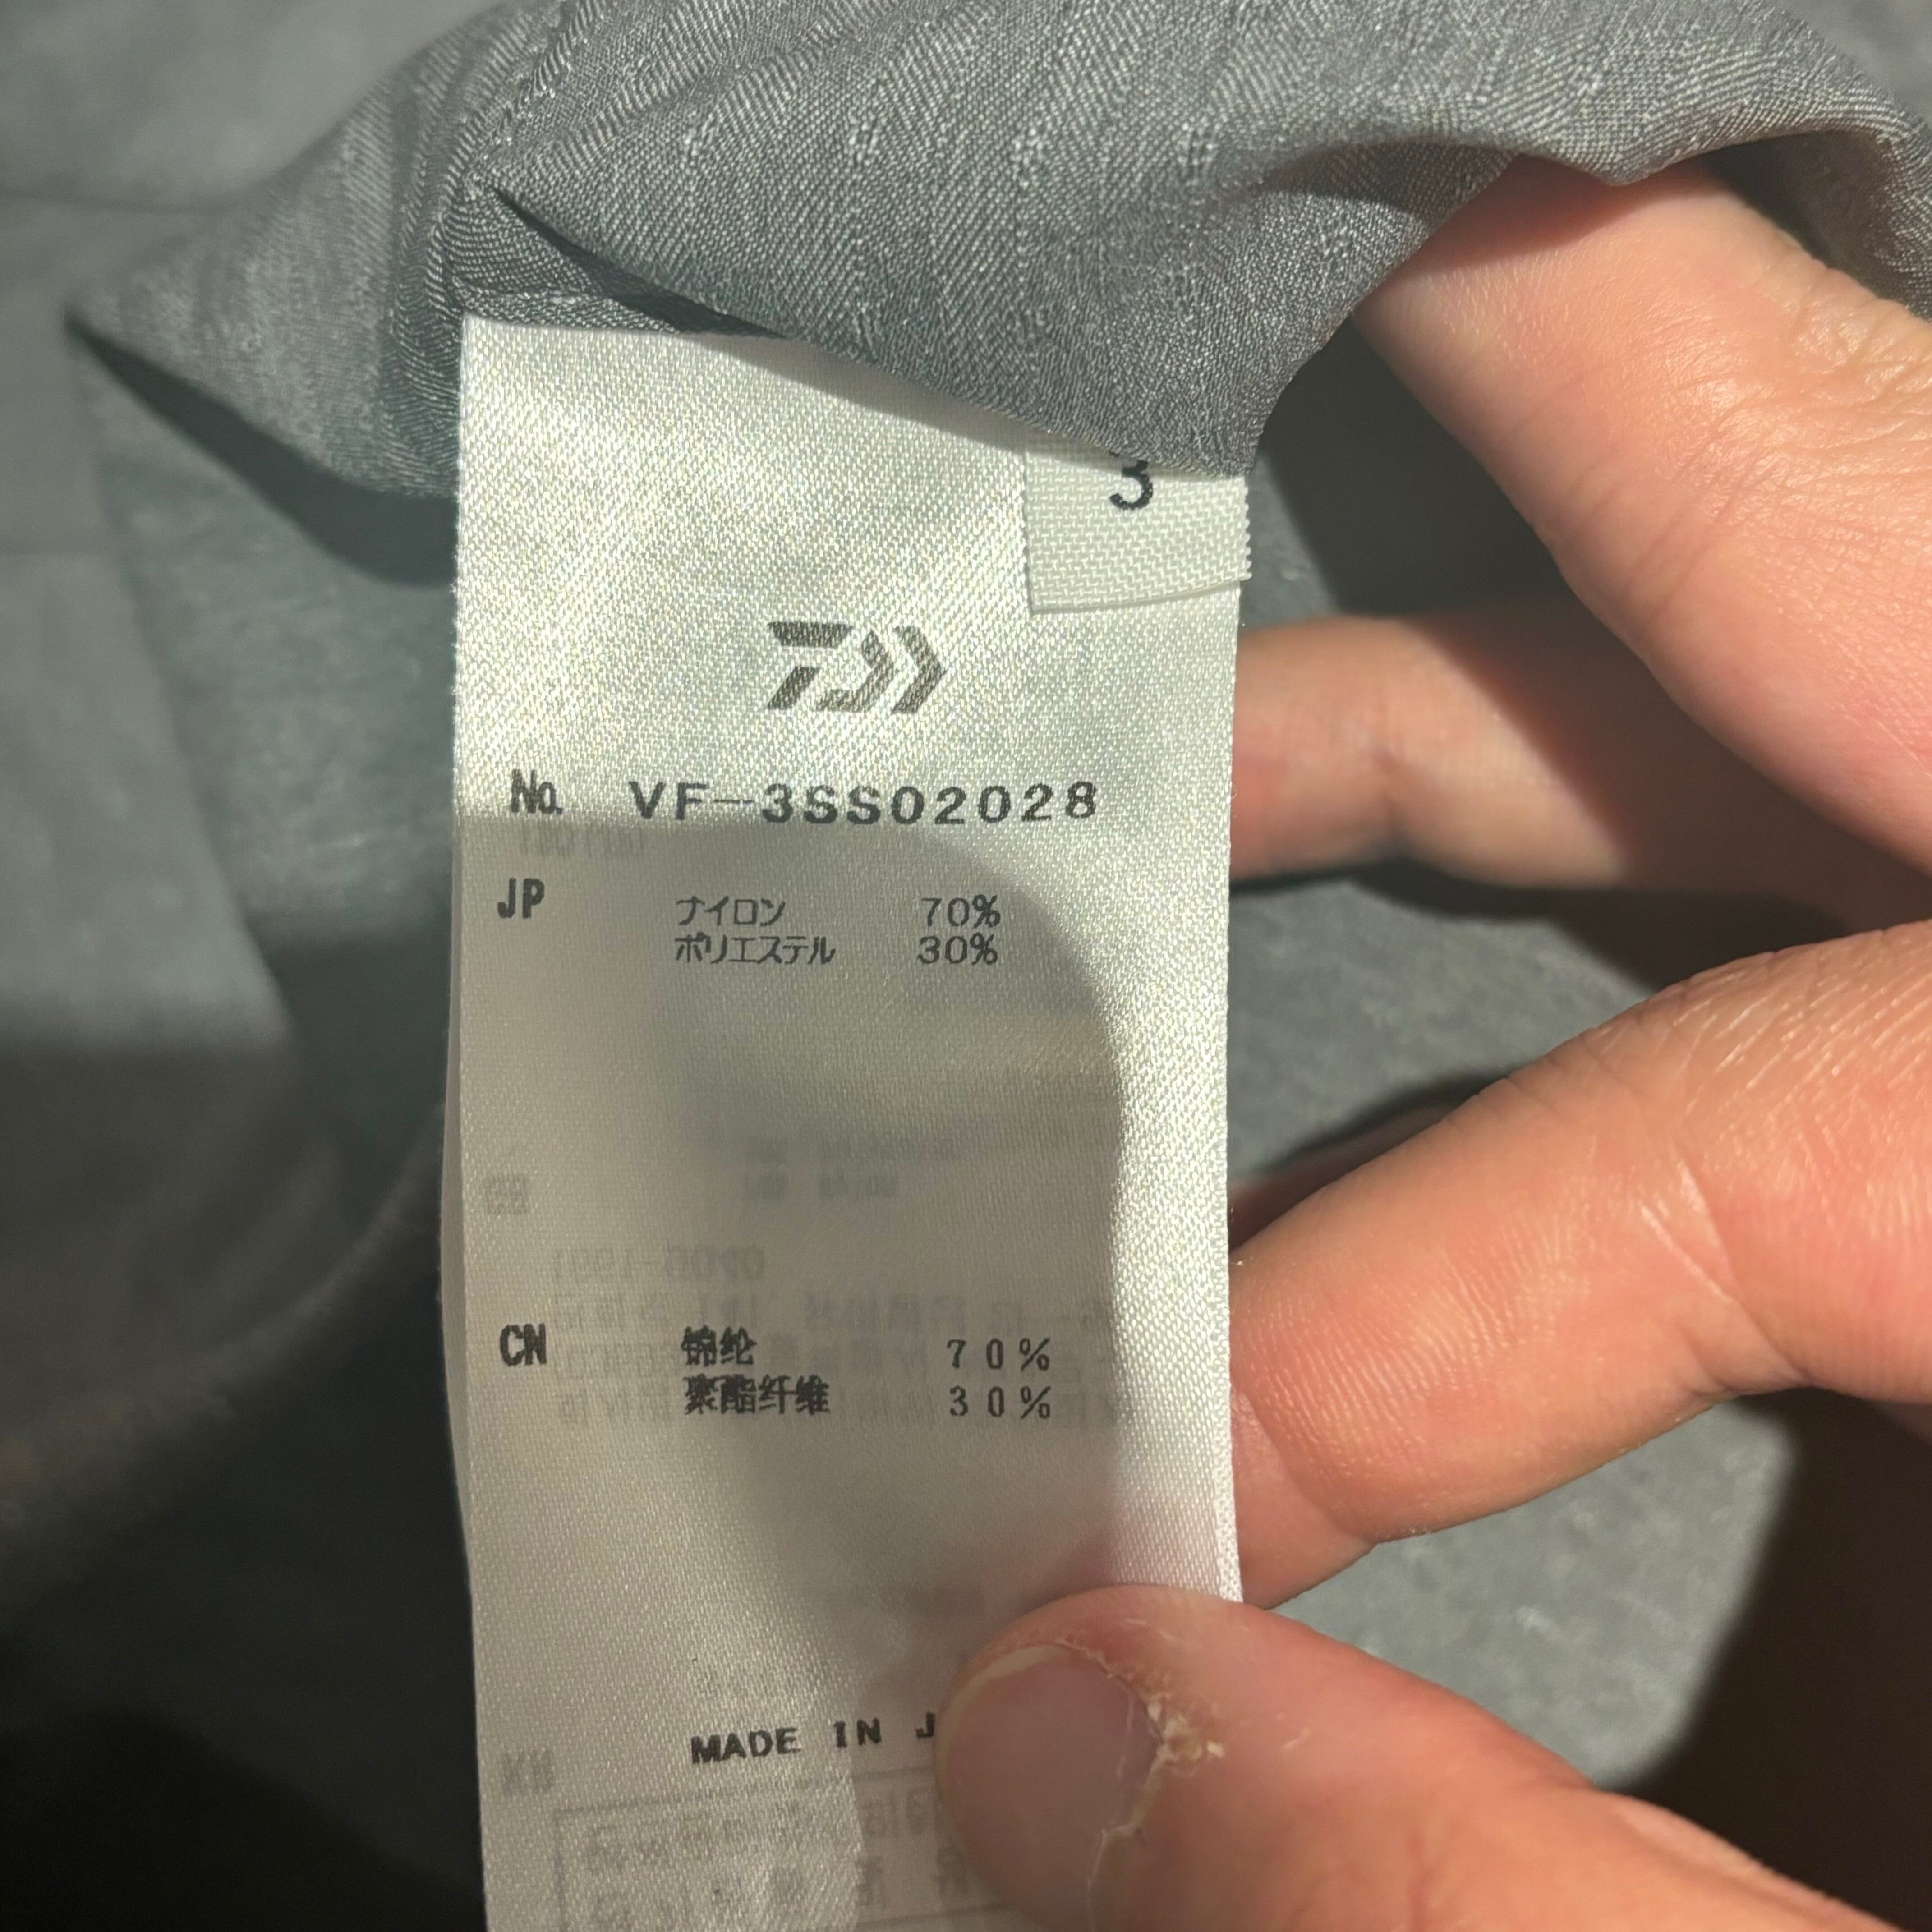 3
No. VF-3SS02028
JP ナイロン 70%
ポリエステル 30%
CN 锦纶 70%
聚酯纤维 30%
MADE IN J